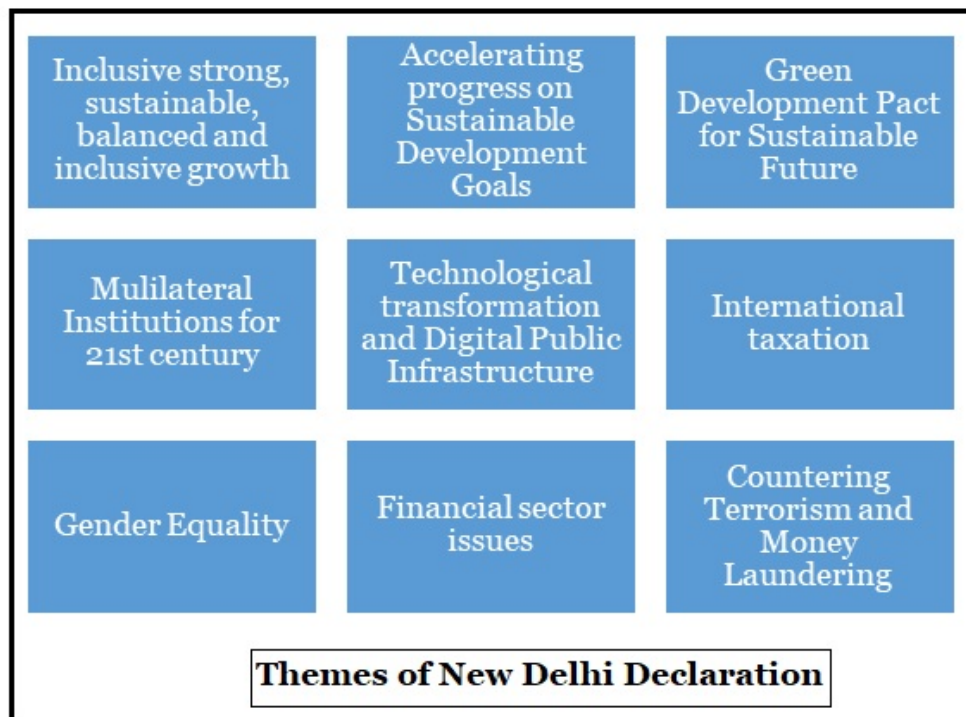 Inclusive strong,
sustainable,
balanced and
inclusive growth
Accelerating
progress on
Sustainable
Development
Goals
Green
Development Pact
for Sustainable
Future
Mulilateral
Institutions for
21st century
Technological
transformation
and Digital Public
Infrastructure
International
taxation
Gender Equality
Financial sector
issues
Countering
Terrorism and
Money
Laundering
Themes of New Delhi Declaration